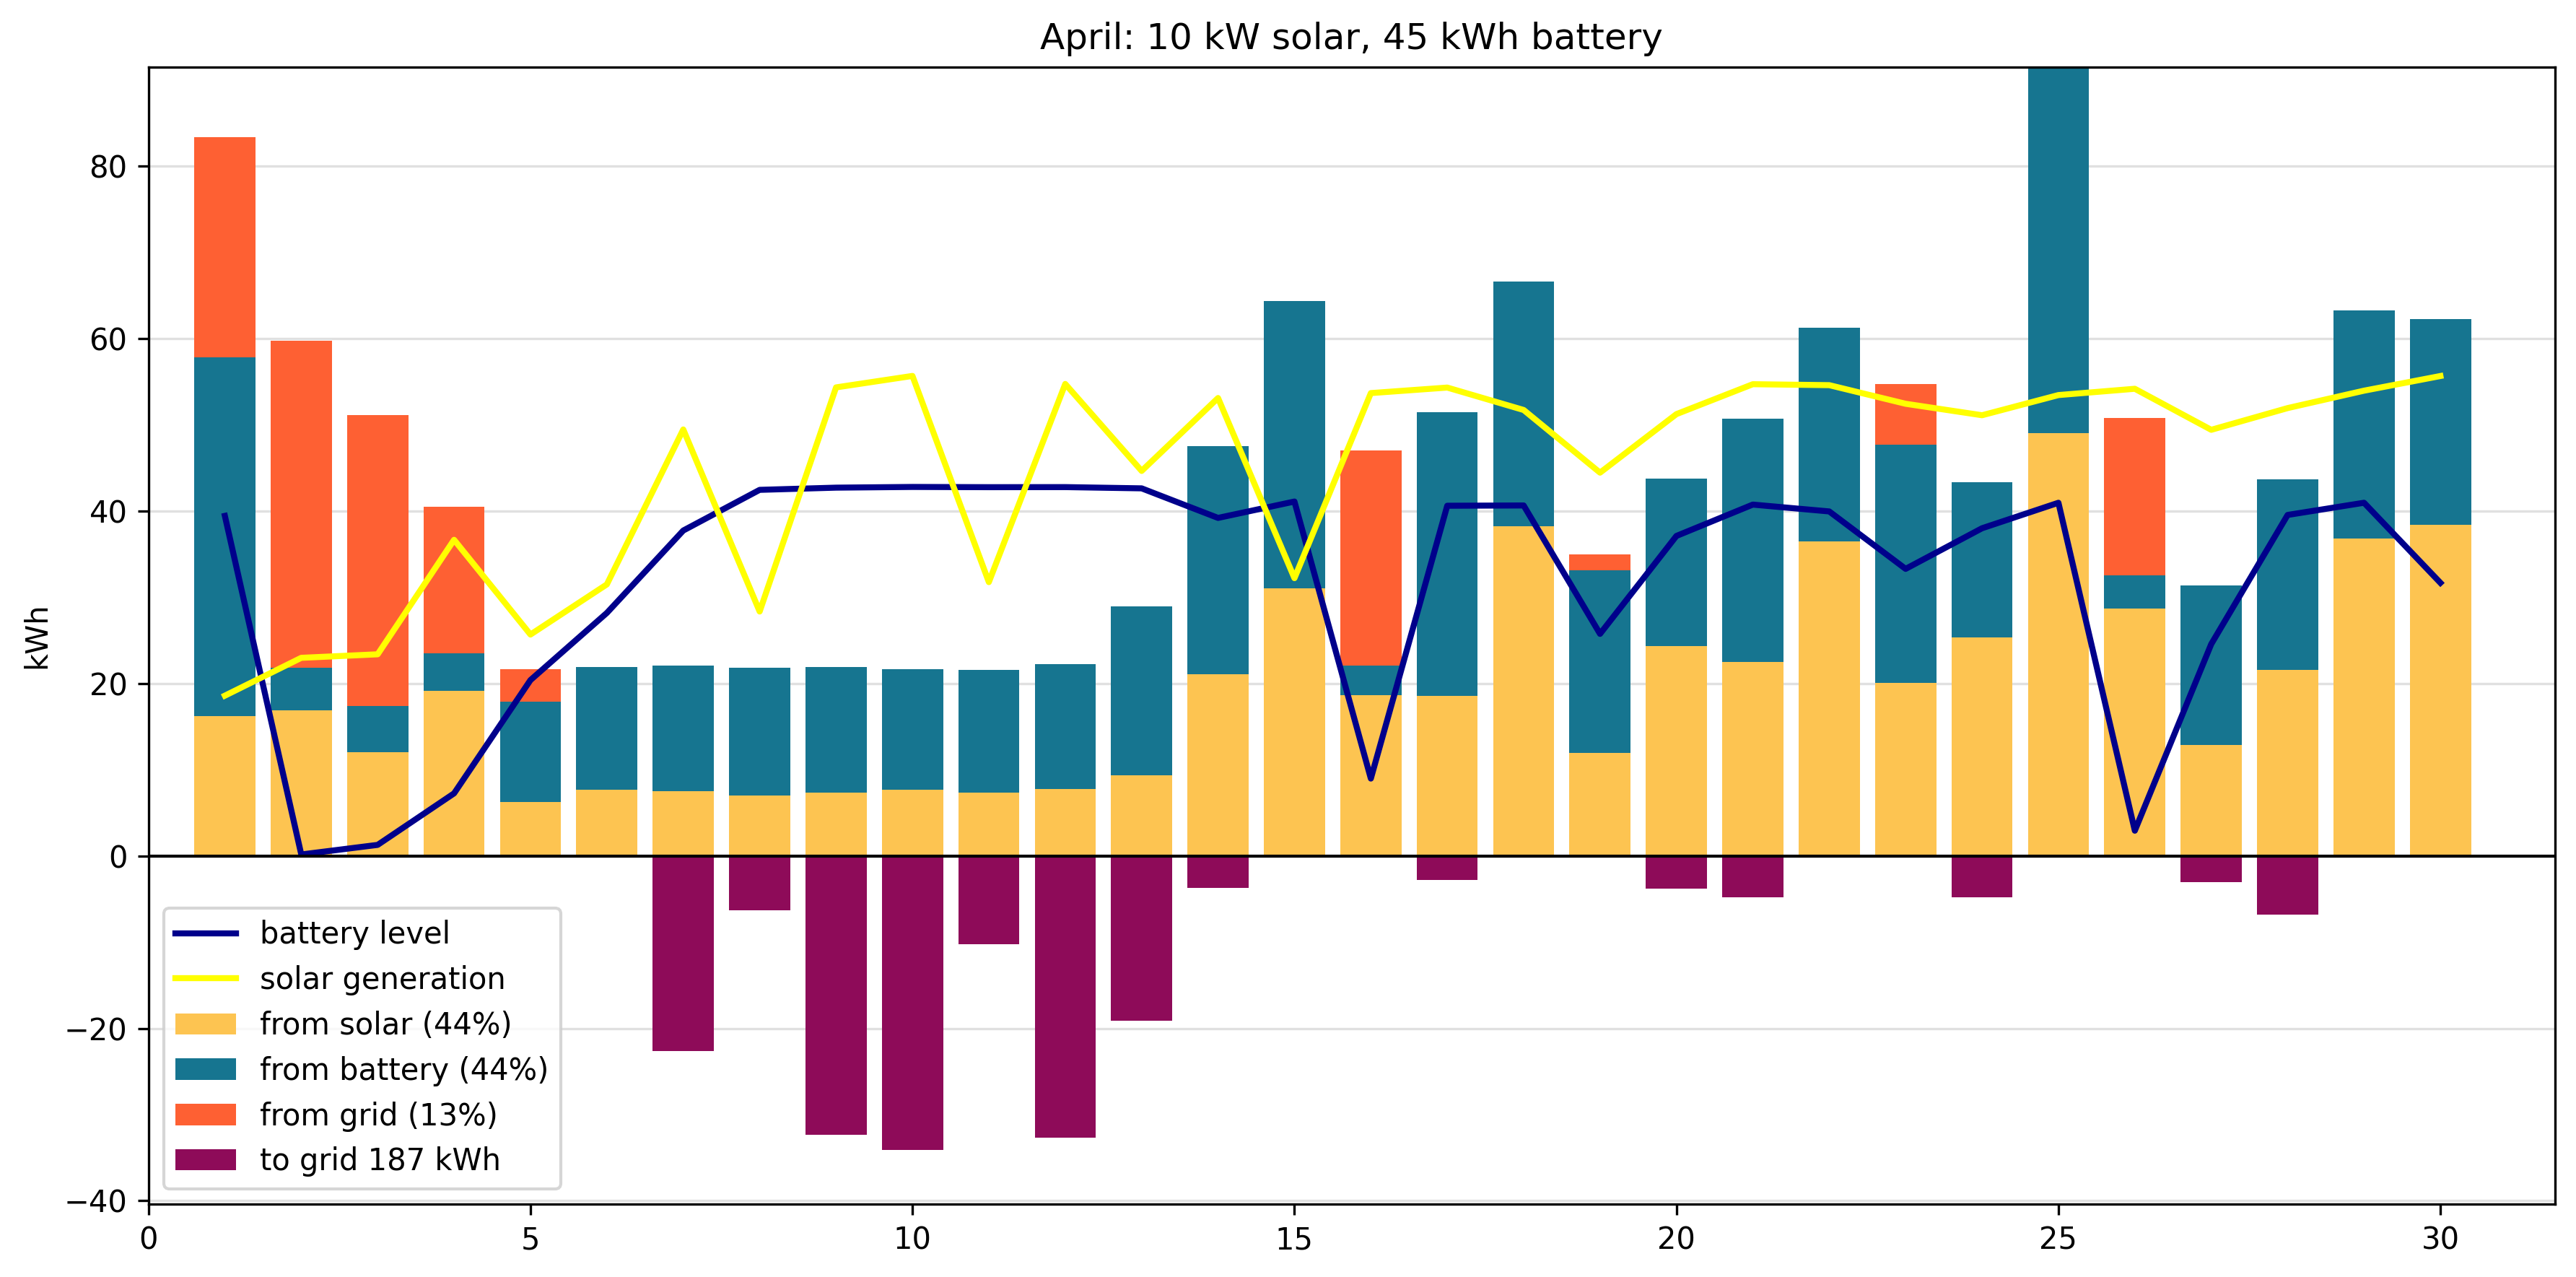 April: 10 kW solar, 45 kWh battery
kWh
80
60
40
20
0
−20
−40
0 5 10 15 20 25 30
battery level
solar generation
from solar (44%)
from battery (44%)
from grid (13%)
to grid 187 kWh